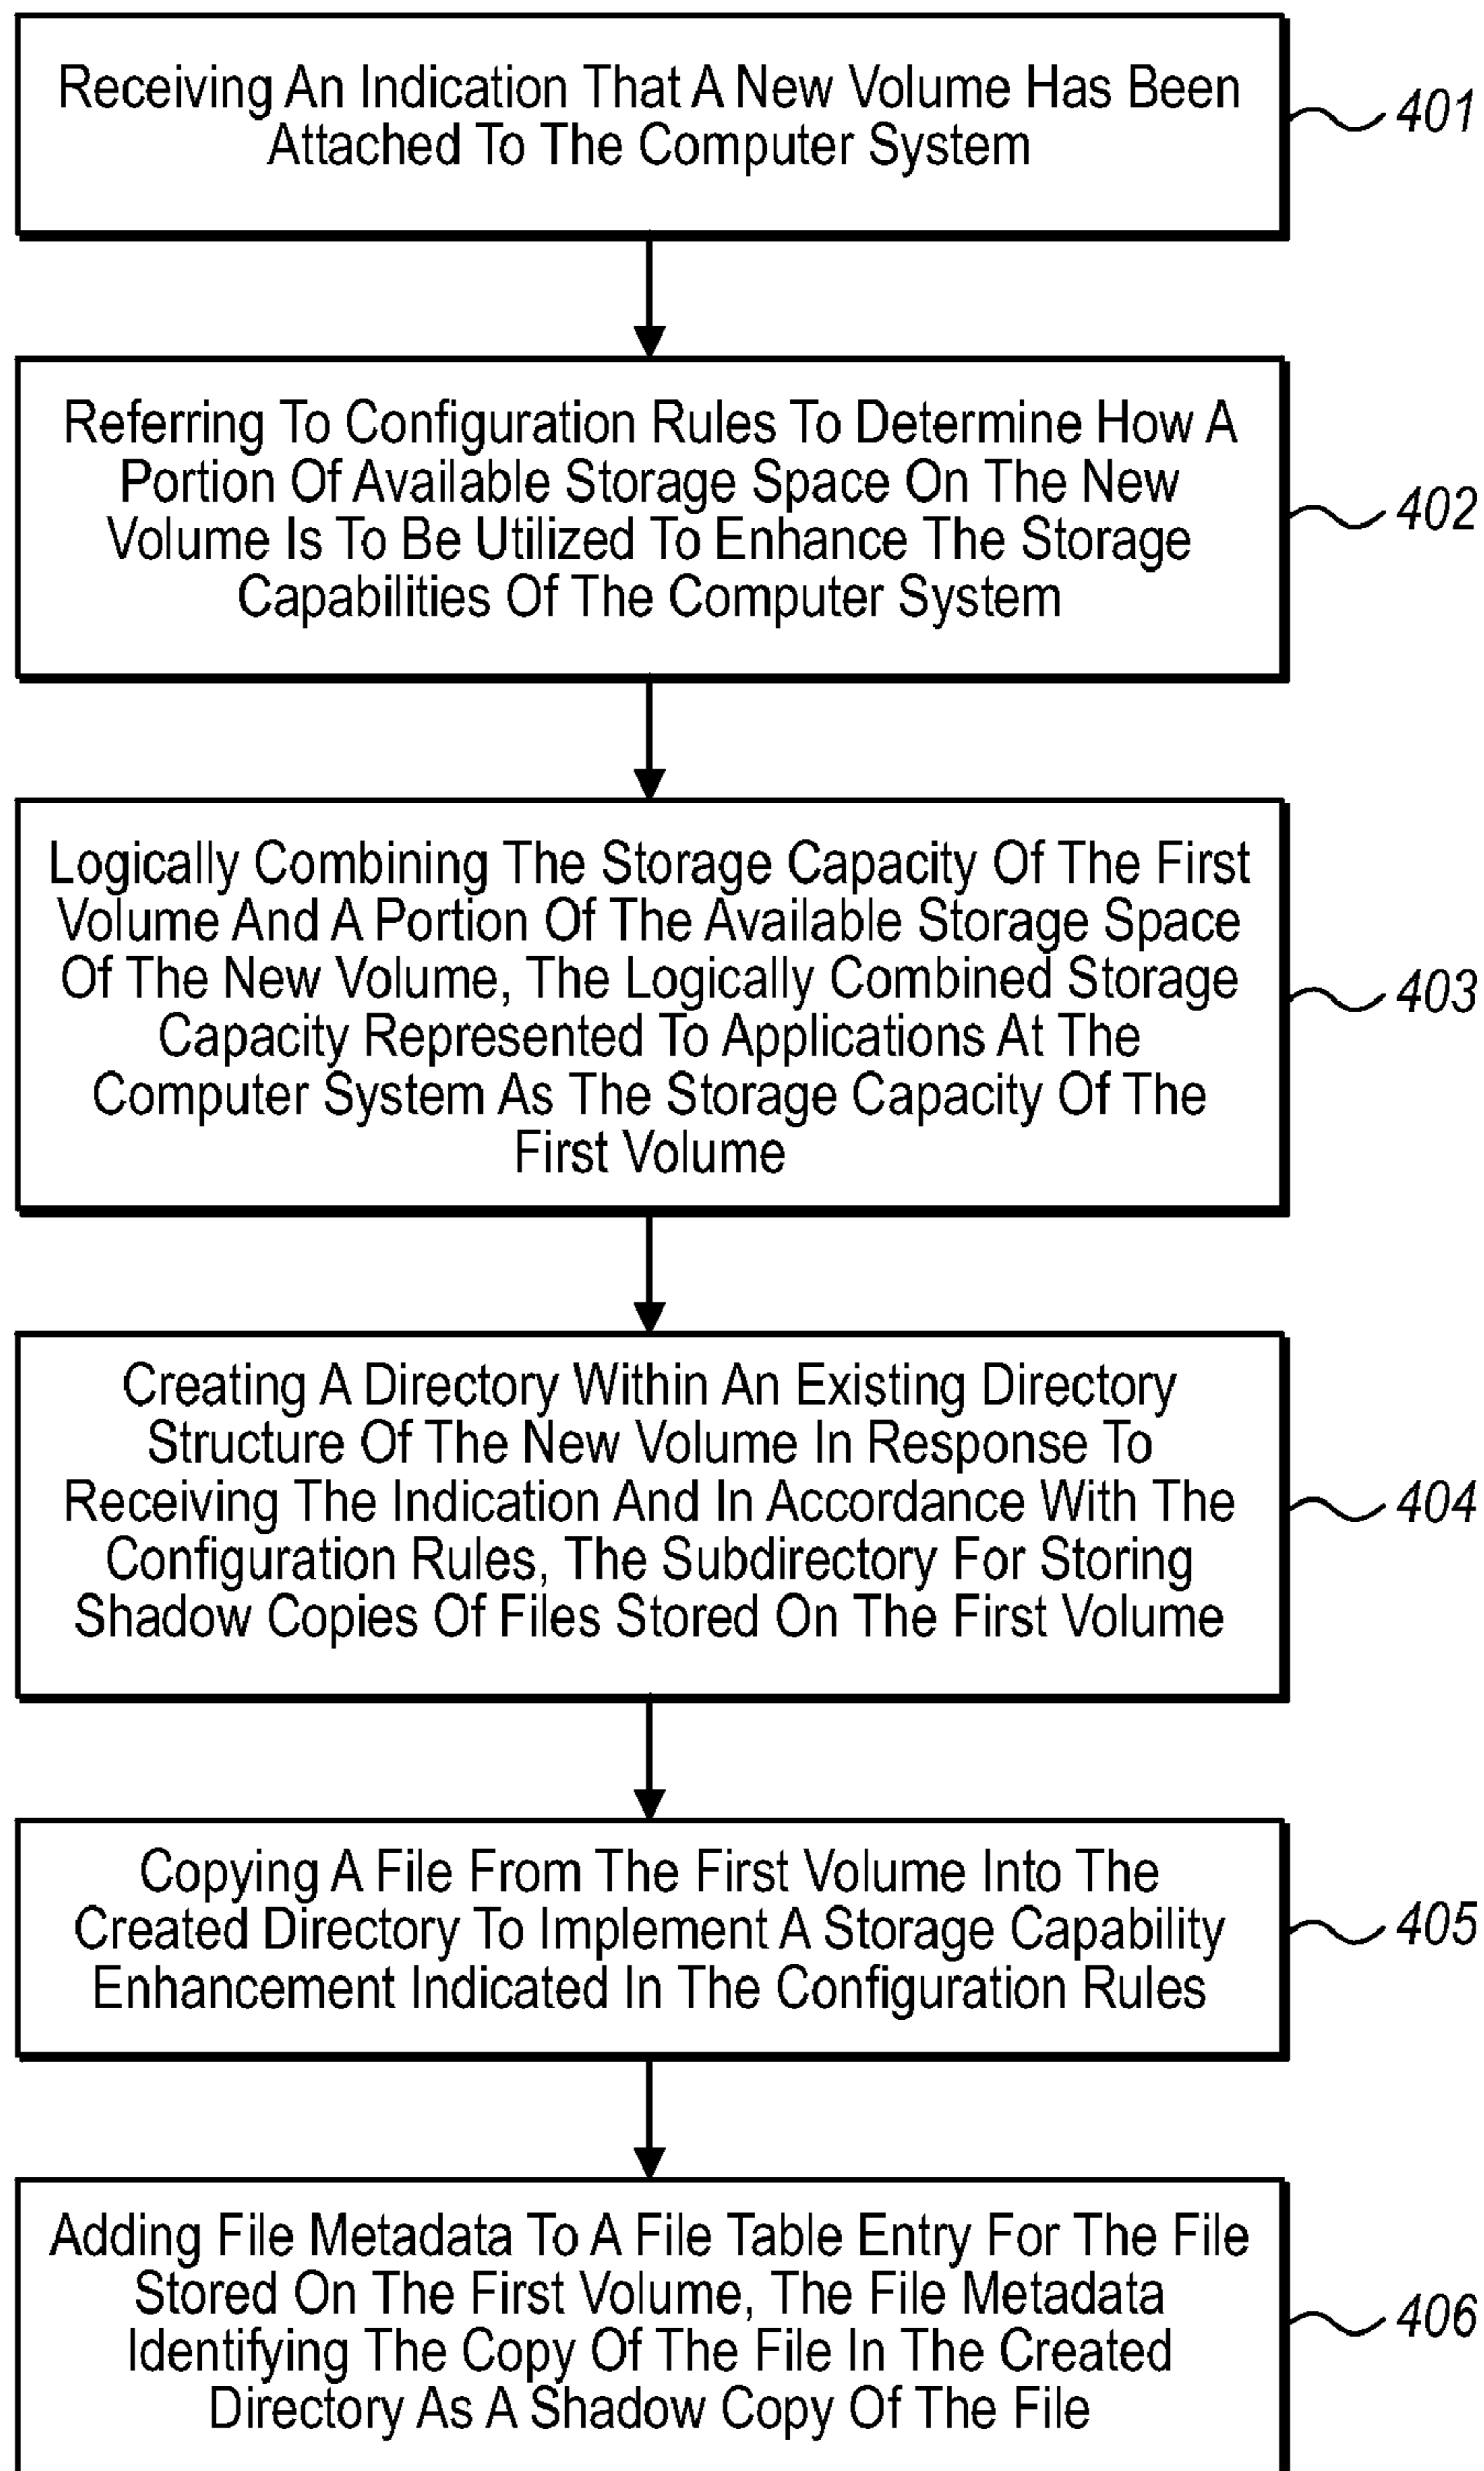 Receiving An Indication That A New Volume Has Been
Attached To The Computer System
401
Referring To Configuration Rules To Determine How A
Portion Of Available Storage Space On The New
Volume Is To Be Utilized To Enhance The Storage
Capabilities Of The Computer System
402
Logically Combining The Storage Capacity Of The First
Volume And A Portion Of The Available Storage Space
Of The New Volume, The Logically Combined Storage
Capacity Represented To Applications At The
Computer System As The Storage Capacity Of The
First Volume
403
Creating A Directory Within An Existing Directory
Structure Of The New Volume In Response To
Receiving The Indication And In Accordance With The
Configuration Rules, The Subdirectory For Storing
Shadow Copies Of Files Stored On The First Volume
404
Copying A File From The First Volume Into The
Created Directory To Implement A Storage Capability
Enhancement Indicated In The Configuration Rules
405
Adding File Metadata To A File Table Entry For The File
Stored On The First Volume, The File Metadata
Identifying The Copy Of The File In The Created
Directory As A Shadow Copy Of The File
406